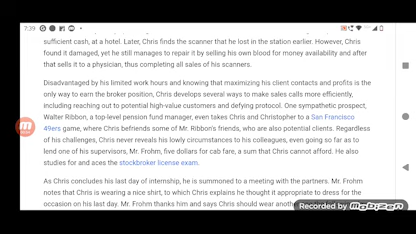 7:39
sufficient cash, at a hotel. Later, Chris finds the scanner that he lost in the station earlier. However, Chris
found it damaged, yet he still manages to repair it by selling his own blood for money availability and after
that sells it to a physician, thus completing all sales of his scanners.
Disadvantaged by his limited work hours and knowing that maximizing his client contacts and profits is the
only way to earn the broker position, Chris develops several ways to make sales calls more efficiently,
including reaching out to potential high-value customers and defying protocol. One sympathetic prospect,
Walter Ribbon, a top-level pension fund manager, even takes Chris and Christopher to a San Francisco
49ers game, where Chris befriends some of Mr. Ribbon's friends, who are also potential clients. Regardless
of his challenges, Chris never reveals his lowly circumstances to his colleagues, even going so far as to
lend one of his supervisors, Mr. Frohm, five dollars for cab fare, a sum that Chris cannot afford. He also
studies for and aces the stockbroker license exam.
As Chris concludes his last day of internship, he is summoned to a meeting with the partners. Mr. Frohm
notes that Chris is wearing a nice shirt, to which Chris explains he thought it appropriate to dress for the
occasion on his last day. Mr. Frohm thanks him and says Chris should wear another
Recorded by Mobizen